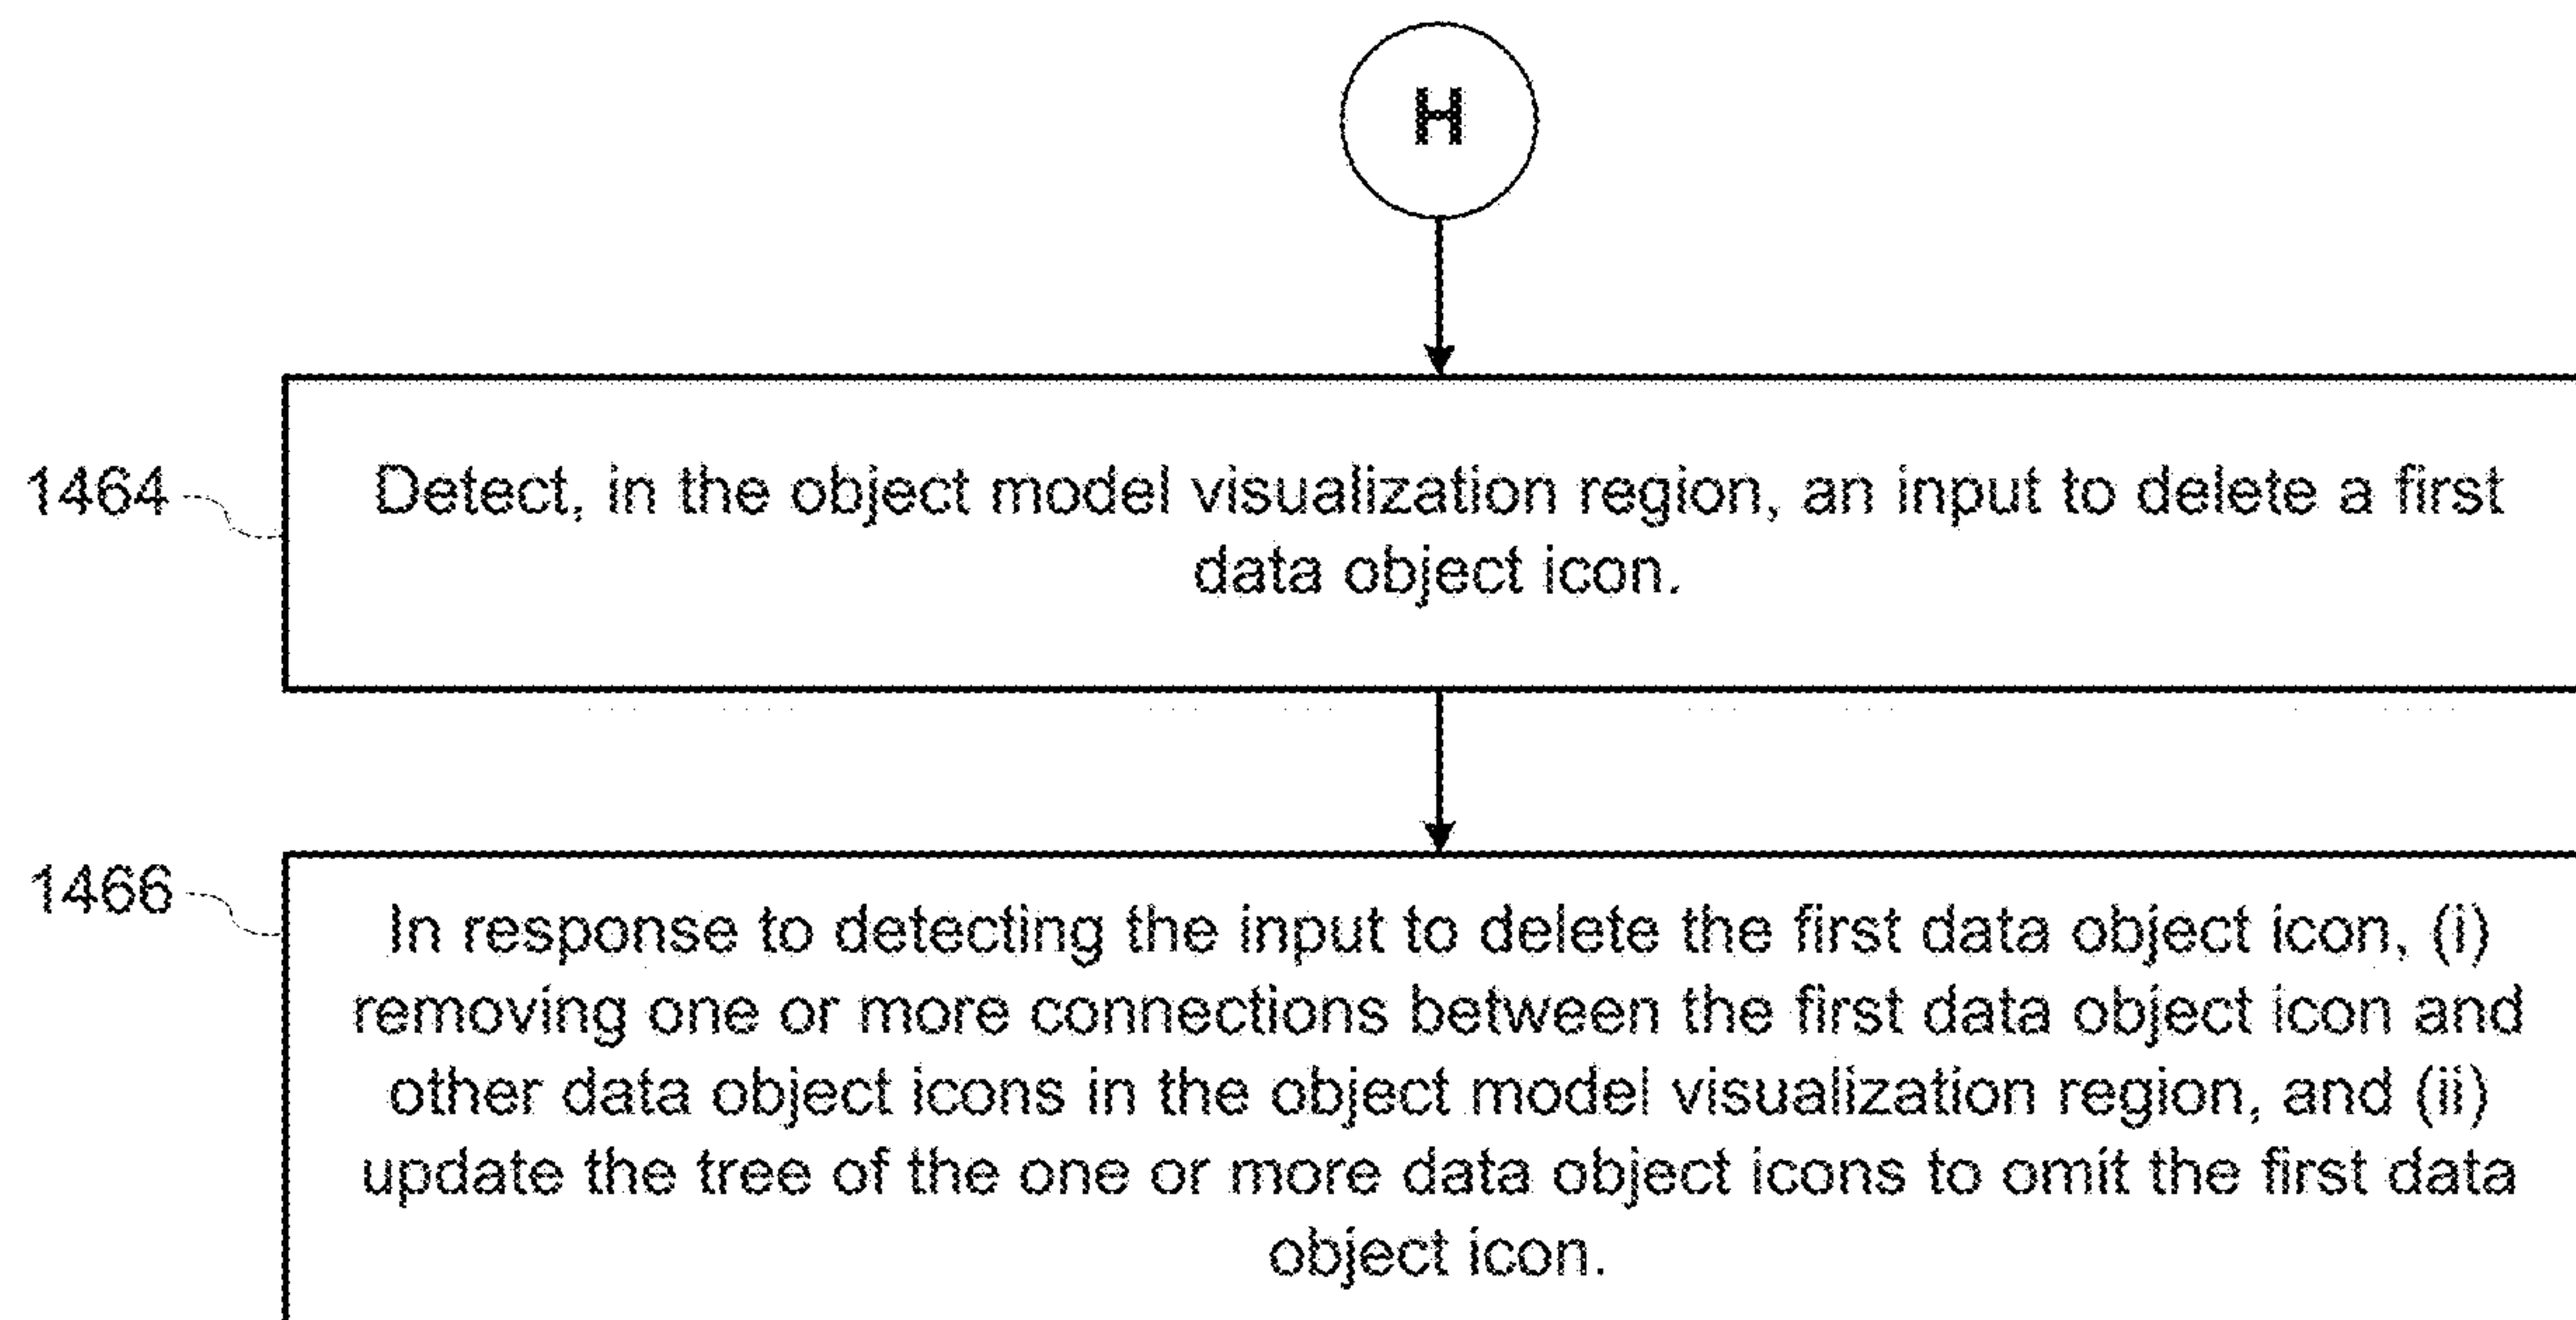 H
1464
Detect, in the object model visualization region, an input to delete a first
data object icon.
1466
In response to detecting the input to delete the first data object icon, (i)
removing one or more connections between the first data object icon and
other data object icons in the object model visualization region, and (ii)
update the tree of the one or more data object icons to omit the first data
object icon.